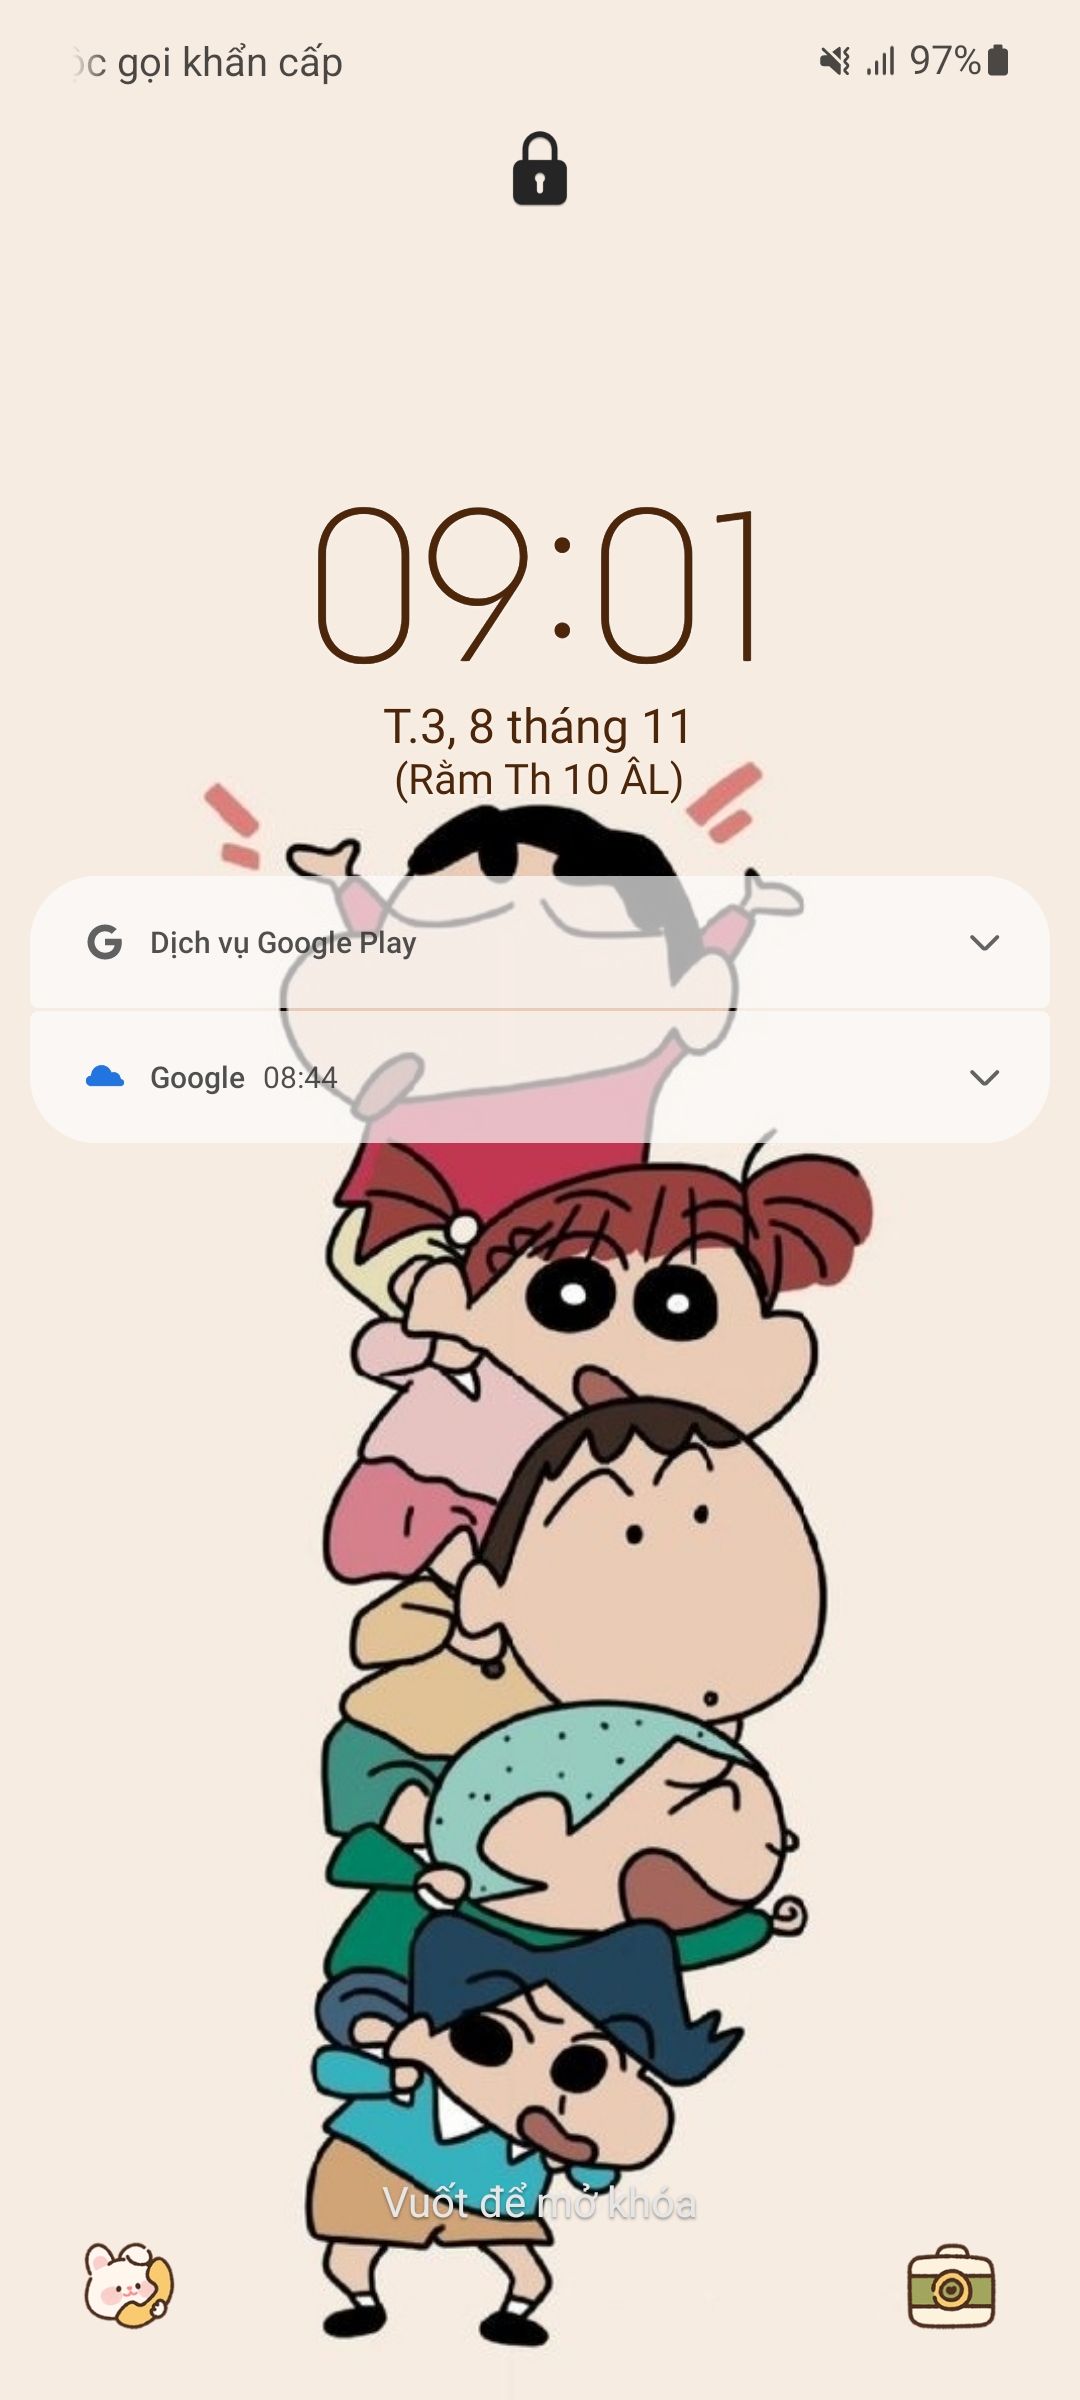 gọi khẩn cấp
97%
09:01
T.3, 8 tháng 11
(Rằm Th 10 ÂL)
Dịch vụ Google Play
Google 08:44
Vuốt để mở khóa